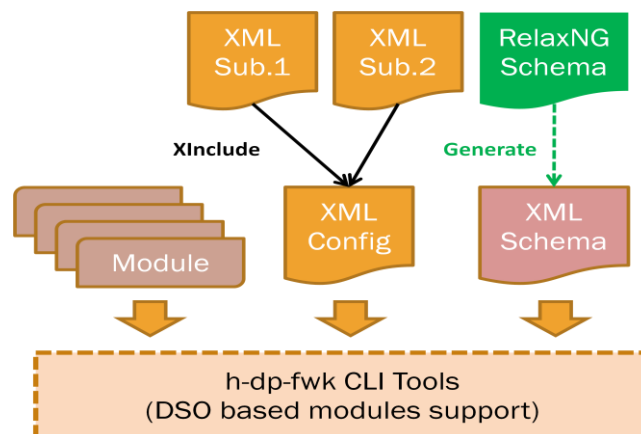 XML
Sub.1
XML
Sub.2
RelaxNG
Schema
XInclude
Generate
Module
XML
Config
XML
Schema
h-dp-fwk CLI Tools
(DSO based modules support)